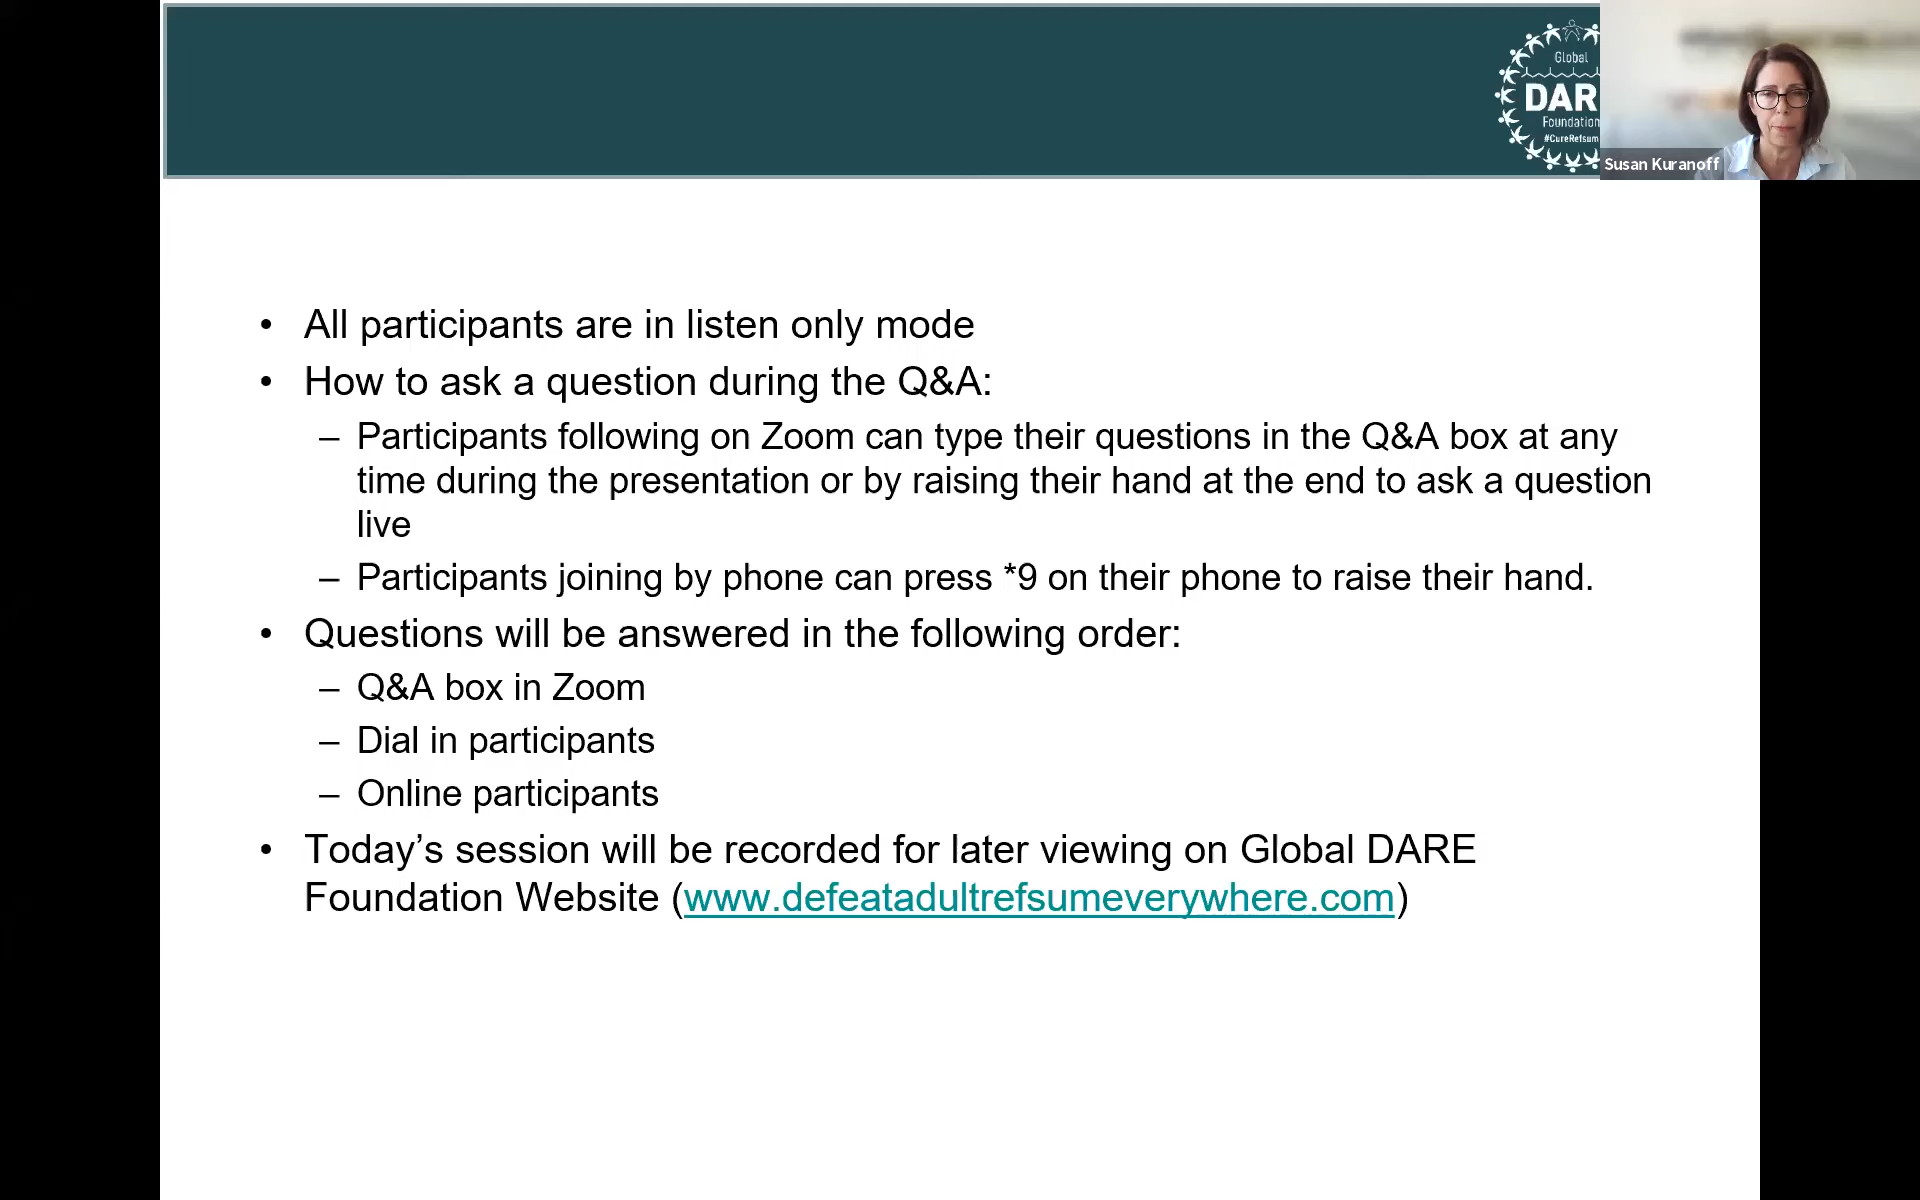 Global
DAR
Foundation
#CureRefsum
Susan Kuranoff
• All participants are in listen only mode
• How to ask a question during the Q&A:
– Participants following on Zoom can type their questions in the Q&A box at any
time during the presentation or by raising their hand at the end to ask a question
live
– Participants joining by phone can press *9 on their phone to raise their hand.
• Questions will be answered in the following order:
– Q&A box in Zoom
– Dial in participants
– Online participants
• Today’s session will be recorded for later viewing on Global DARE
Foundation Website (www.defeatadultrefsumeverywhere.com)